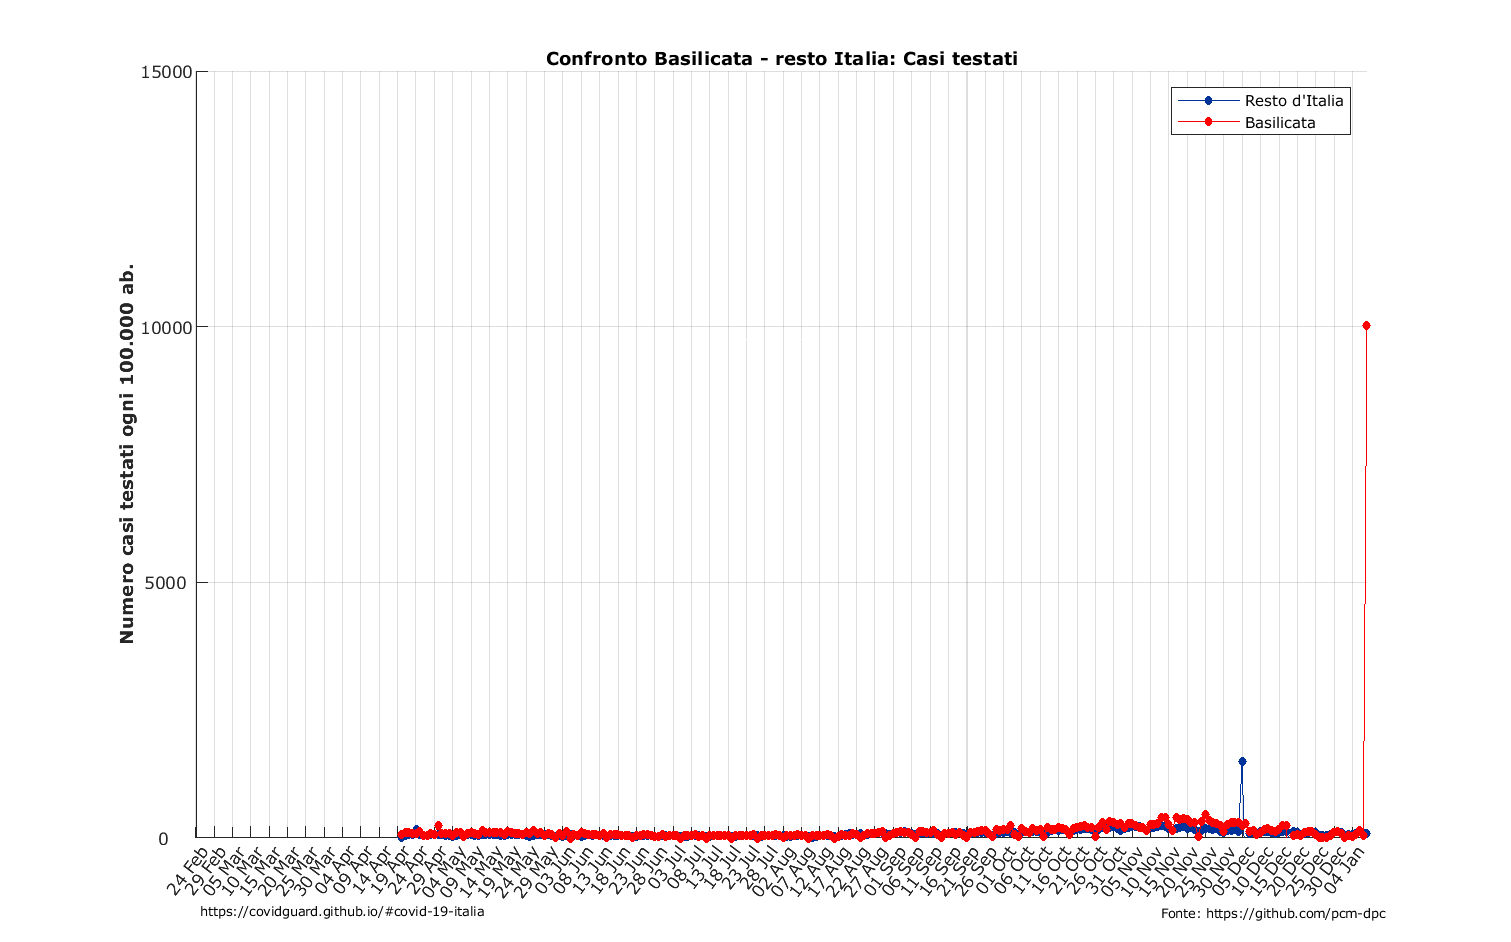 Confronto Basilicata - resto Italia: Casi testati
Resto d'Italia
Basilicata
Numero casi testati ogni 100.000 ab.
15000
10000
5000
0
24 Feb
29 Feb
05 Mar
10 Mar
15 Mar
20 Mar
25 Mar
30 Mar
04 Apr
09 Apr
14 Apr
19 Apr
24 Apr
29 Apr
04 May
09 May
14 May
19 May
24 May
29 May
03 Jun
08 Jun
13 Jun
18 Jun
23 Jun
28 Jun
03 Jul
08 Jul
13 Jul
18 Jul
23 Jul
28 Jul
02 Aug
07 Aug
12 Aug
17 Aug
22 Aug
27 Aug
01 Sep
06 Sep
11 Sep
16 Sep
21 Sep
26 Sep
01 Oct
06 Oct
11 Oct
16 Oct
21 Oct
26 Oct
31 Oct
05 Nov
10 Nov
15 Nov
20 Nov
25 Nov
30 Nov
05 Dec
10 Dec
15 Dec
20 Dec
25 Dec
30 Dec
04 Jan
https://covidguard.github.io/#covid-19-italia
Fonte: https://github.com/pcm-dpc